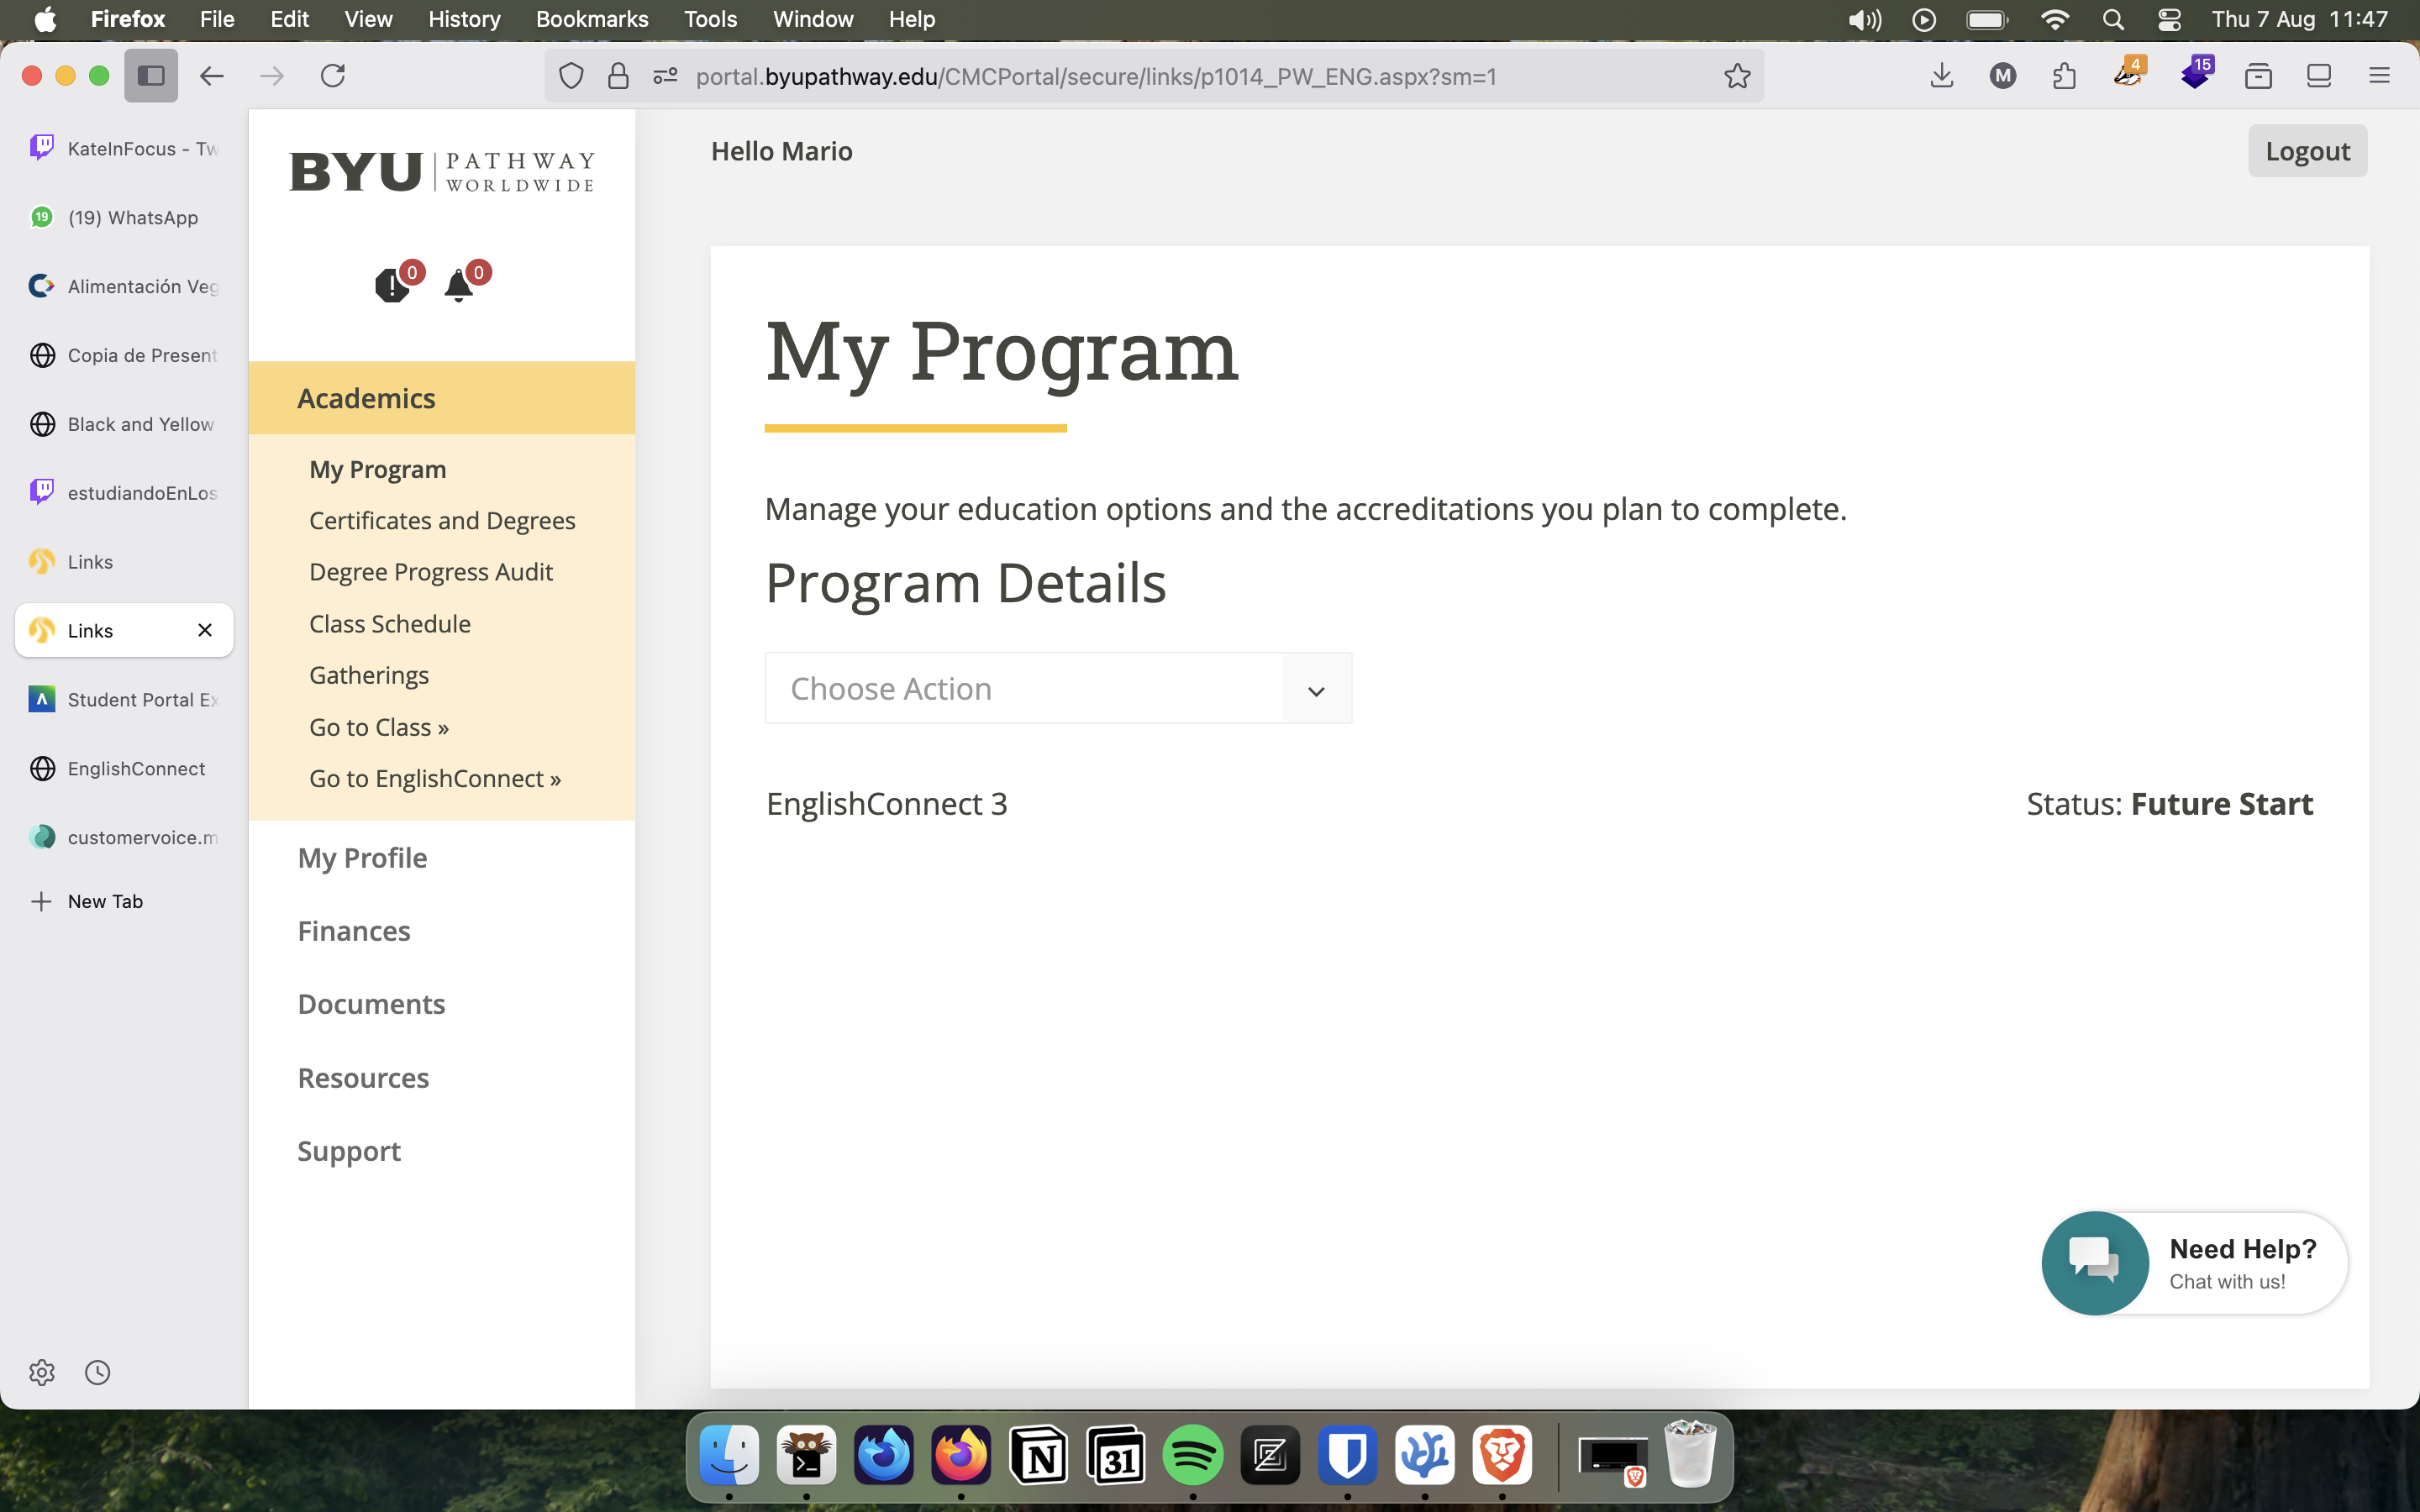 Firefox File Edit View History Bookmarks Tools Window Help Thu 7 Aug 11:47
portal.byupathway.edu/CMCPortal/secure/links/p1014_PW_ENG.aspx?sm=1
M
4
15
KateInFocus - Tw
19
(19) WhatsApp
Alimentación Veg
Copia de Present
Black and Yellow
estudiandoEnLos
Links
Links
Student Portal Ex
EnglishConnect
customervoice.m
New Tab
BYU PATHWAY
WORLDWIDE
0 0
Academics
My Program
Certificates and Degrees
Degree Progress Audit
Class Schedule
Gatherings
Go to Class »
Go to EnglishConnect »
My Profile
Finances
Documents
Resources
Support
Hello Mario
Logout
My Program
Manage your education options and the accreditations you plan to complete.
Program Details
Choose Action
EnglishConnect 3 Status: Future Start
Need Help?
Chat with us!
31